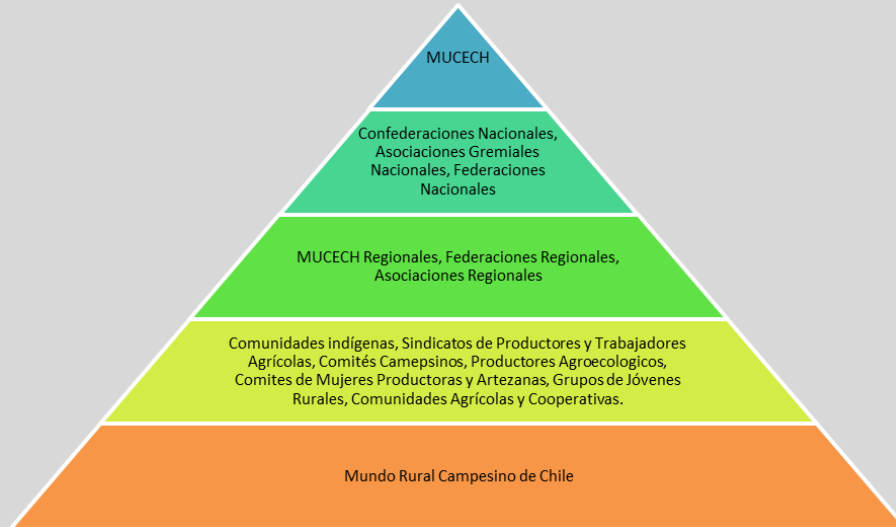 MUCECH
Confederaciones Nacionales,
Asociaciones Gremiales
Nacionales, Federaciones
Nacionales
MUCECH Regionales, Federaciones Regionales,
Asociaciones Regionales
Comunidades indígenas, Sindicatos de Productores y Trabajadores
Agrícolas, Comités Camepsinos, Productores Agroecologicos,
Comites de Mujeres Productoras y Artezanas, Grupos de Jóvenes
Rurales, Comunidades Agrícolas y Cooperativas.
Mundo Rural Campesino de Chile